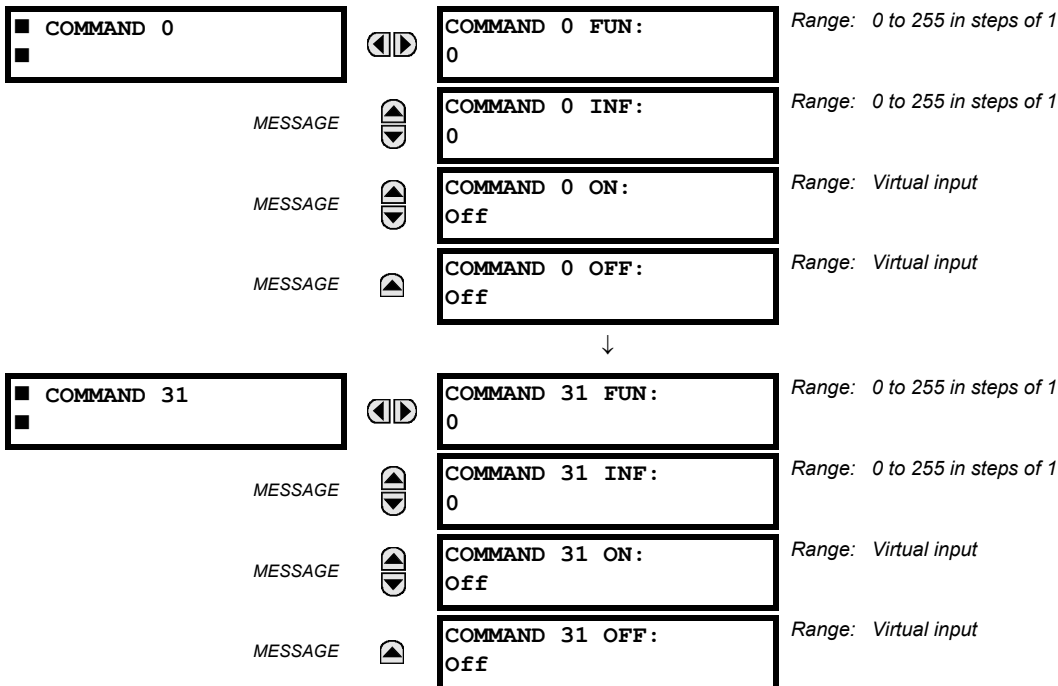 COMMAND 0
COMMAND 0 FUN:
0
Range: 0 to 255 in steps of 1
MESSAGE
COMMAND 0 INF:
0
Range: 0 to 255 in steps of 1
MESSAGE
COMMAND 0 ON:
Off
Range: Virtual input
MESSAGE
COMMAND 0 OFF:
Off
Range: Virtual input
↓
COMMAND 31
COMMAND 31 FUN:
0
Range: 0 to 255 in steps of 1
MESSAGE
COMMAND 31 INF:
0
Range: 0 to 255 in steps of 1
MESSAGE
COMMAND 31 ON:
Off
Range: Virtual input
MESSAGE
COMMAND 31 OFF:
Off
Range: Virtual input